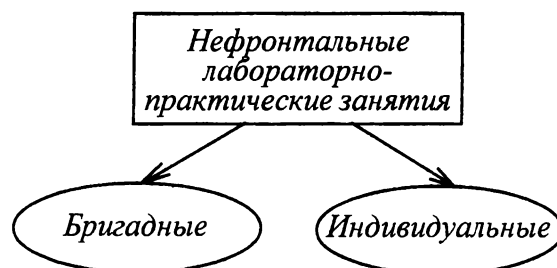 Нефронтальные
лабораторно-
практические занятия
Бригадные
Индивидуальные